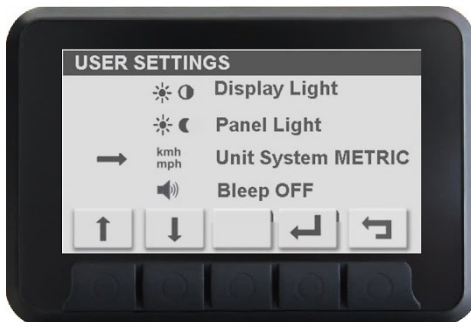 USER SETTINGS
Display Light
Panel Light
kmh
mph
Unit System METRIC
Bleep OFF